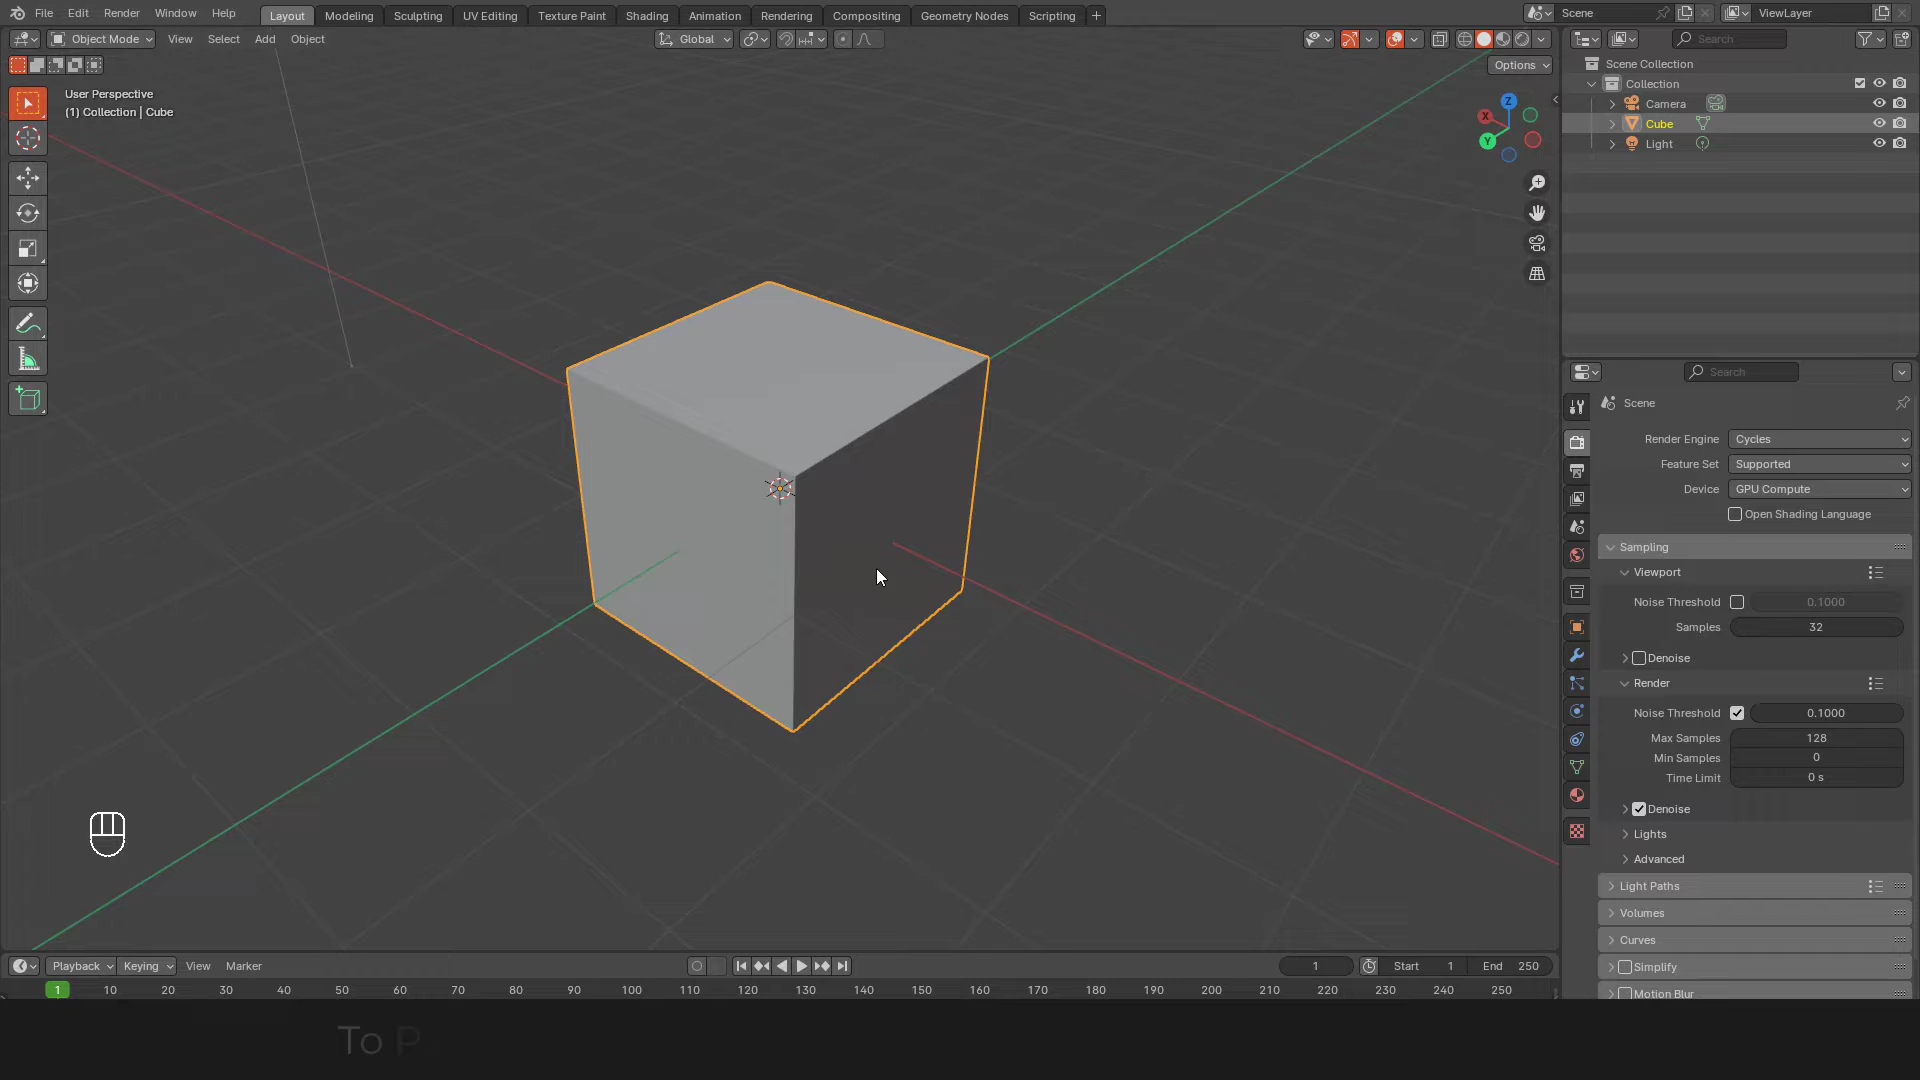 File Edit Render Window Help Layout Modeling Sculpting UV Editing Texture Paint Shading Animation Rendering Compositing Geometry Nodes Scripting + Scene ViewLayer
Object Mode View Select Add Object Global Search
Options
User Perspective
(1) Collection | Cube
Z
X
Y
Scene Collection
Collection
Camera
Cube
Light
Search
Scene
Render Engine Cycles
Feature Set Supported
Device GPU Compute
Open Shading Language
Sampling
Viewport
Noise Threshold 0.1000
Samples 32
Denoise
Render
Noise Threshold 0.1000
Max Samples 128
Min Samples 0
Time Limit 0 s
Denoise
Lights
Advanced
Light Paths
Volumes
Curves
Simplify
Motion Blur
Playback Keying View Marker 1 Start 1 End 250
1 10 20 30 40 50 60 70 80 90 100 110 120 130 140 150 160 170 180 190 200 210 220 230 240 250
To P